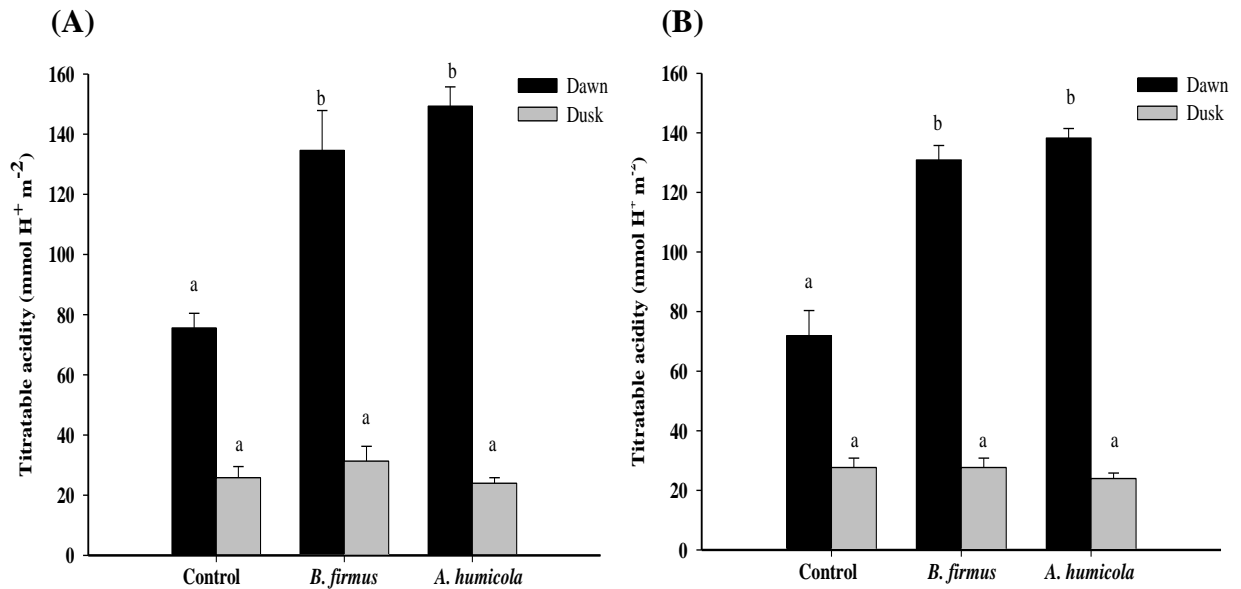 (A)
Titratable acidity (mmol H+ m-2)
160
140
120
100
80
60
40
20
0
Dawn
Dusk
a
a
b
a
b
a
Control
B. firmus
A. humicola
(B)
Titratable acidity (mmol H+ m-2)
160
140
120
100
80
60
40
20
0
Dawn
Dusk
a
a
b
a
b
a
Control
B. firmus
A. humicola